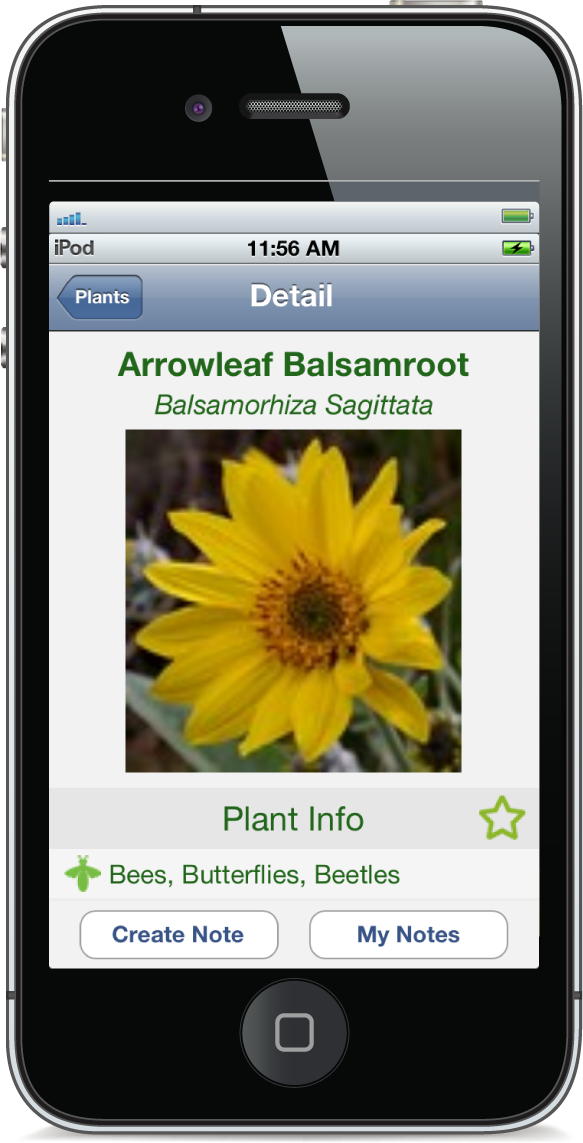 iPod 11:56 AM
Plants Detail
Arrowleaf Balsamroot
Balsamorhiza Sagittata
Plant Info
Bees, Butterflies, Beetles
Create Note My Notes